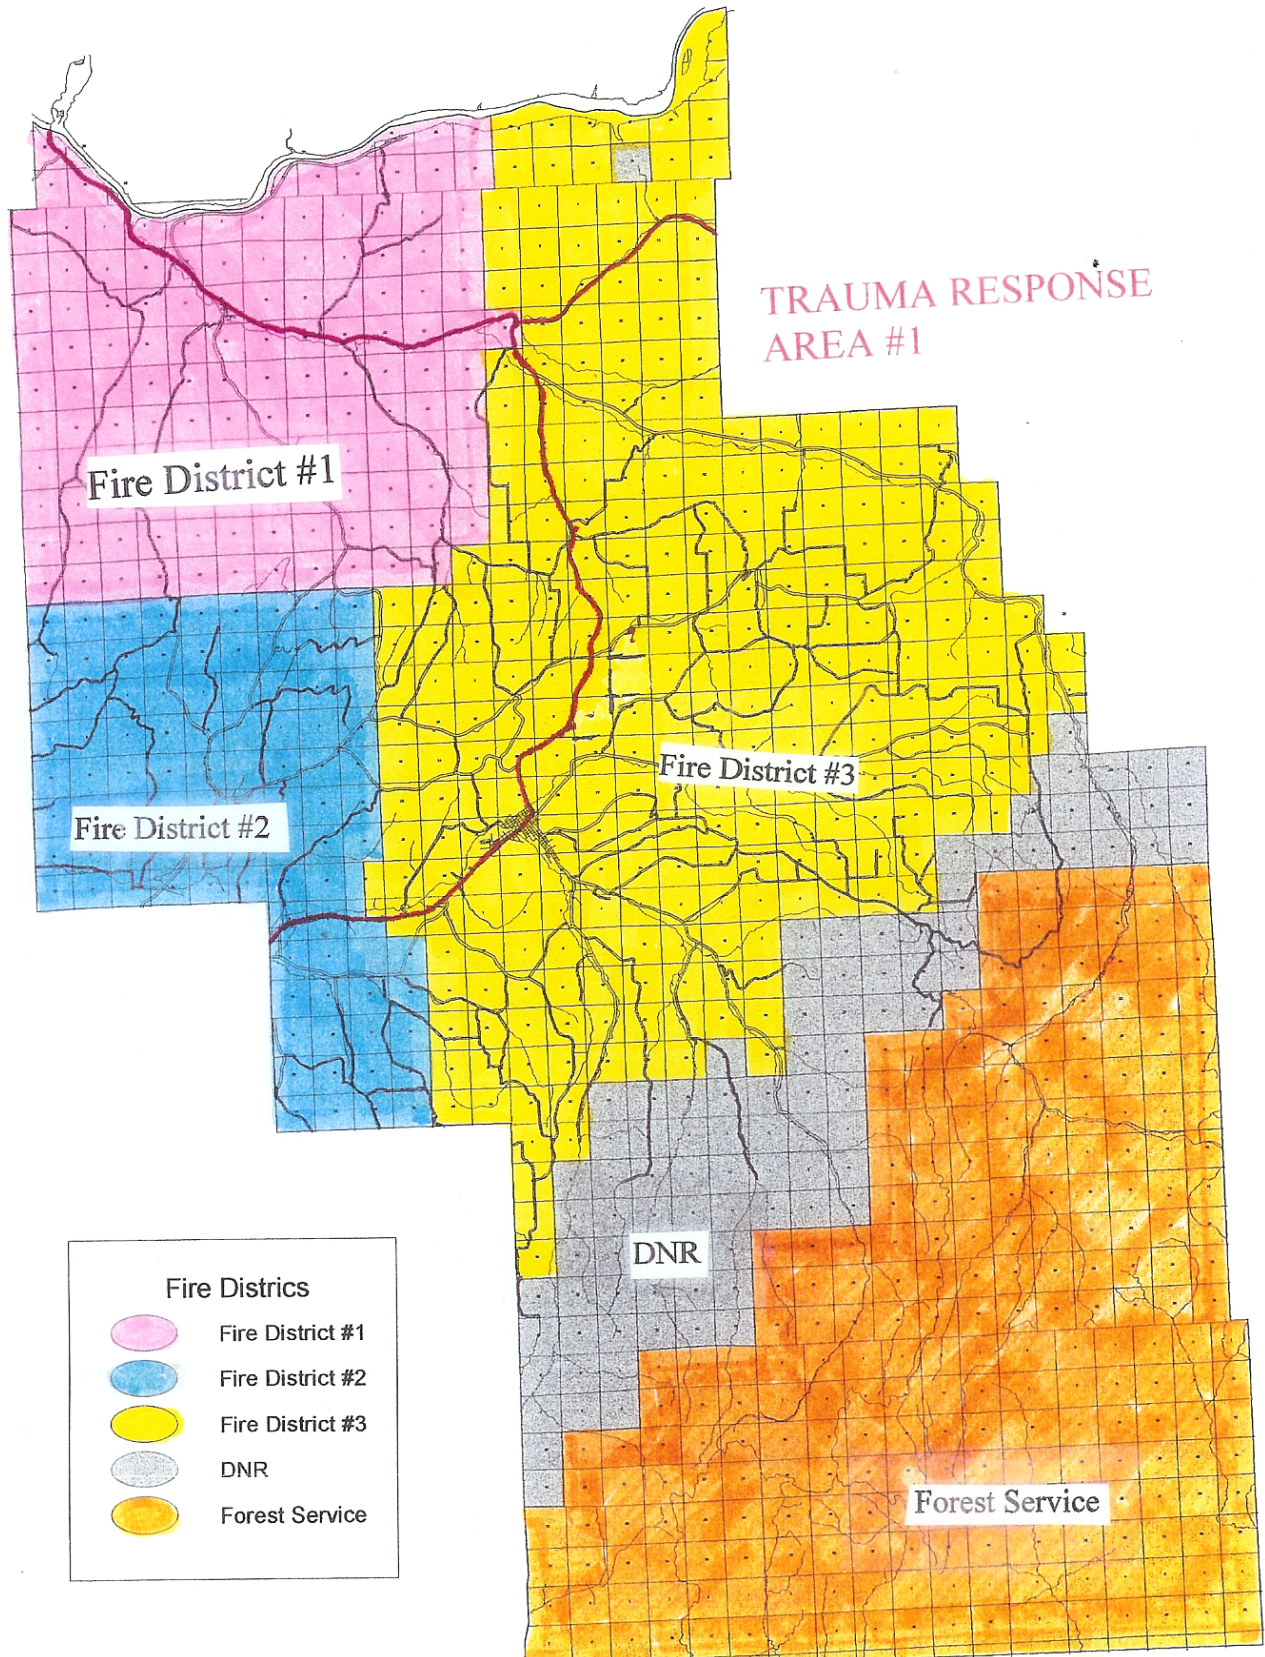 TRAUMA RESPONSE
AREA #1
Fire District #1
Fire District #3
Fire District #2
DNR
Forest Service
Fire Districs
Fire District #1
Fire District #2
Fire District #3
DNR
Forest Service